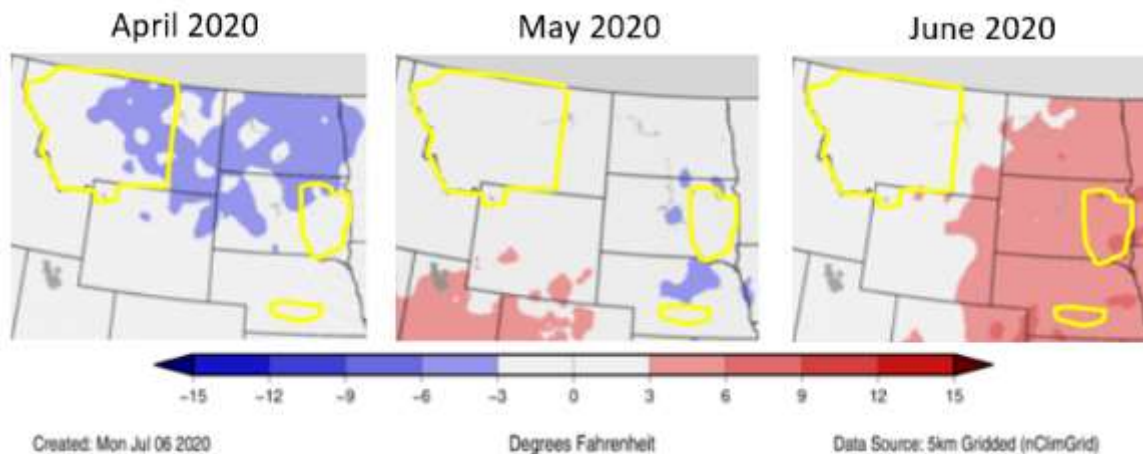 April 2020 May 2020 June 2020
−15 −12 −9 −6 −3 0 3 6 9 12 15
Created: Mon Jul 06 2020 Degrees Fahrenheit Data Source: 5km Gridded (nClimGrid)